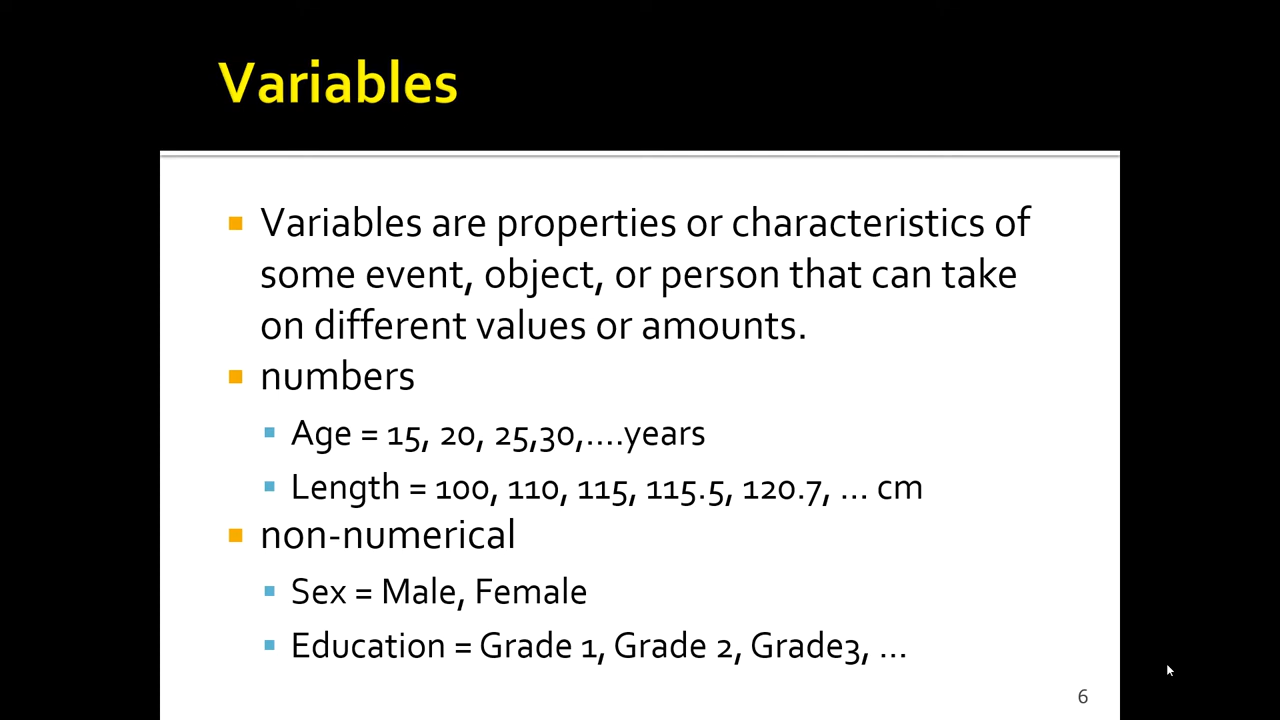 Variables
Variables are properties or characteristics of
some event, object, or person that can take
on different values or amounts.
numbers
Age = 15, 20, 25,30,....years
Length = 100, 110, 115, 115.5, 120.7, ... cm
non-numerical
Sex = Male, Female
Education = Grade 1, Grade 2, Grade3, ...
6